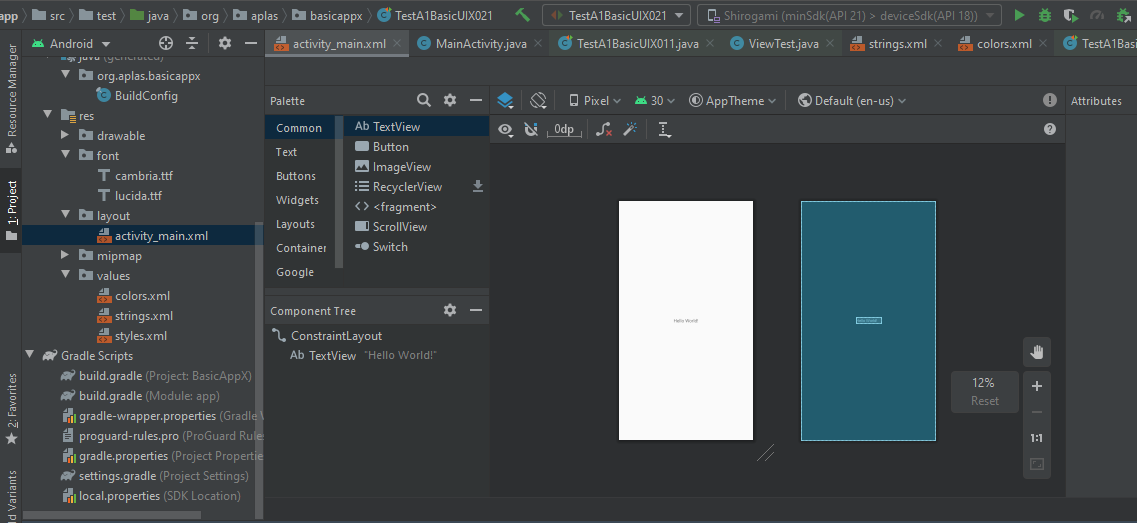 app src test java org aplas basicappx TestA1BasicUIX021 TestA1BasicUIX021 Shirogami (minSdk(API 21) > deviceSdk(API 18))
Android
activity_main.xml MainActivity.java TestA1BasicUIX011.java ViewTest.java strings.xml colors.xml TestA1Bas
Resource Manager
1: Project
2: Favorites
d Variants
java (generated)
org.aplas.basicappx
BuildConfig
res
drawable
font
cambria.ttf
lucida.ttf
layout
activity_main.xml
mipmap
values
colors.xml
strings.xml
styles.xml
Gradle Scripts
build.gradle (Project: BasicAppX)
build.gradle (Module: app)
gradle-wrapper.properties (Gradle
proguard-rules.pro (ProGuard Rules
gradle.properties (Project Properties
settings.gradle (Project Settings)
local.properties (SDK Location)
Palette
Common
Text
Buttons
Widgets
Layouts
Container
Google
Ab TextView
Button
ImageView
RecyclerView
<> <fragment>
ScrollView
Switch
Component Tree
ConstraintLayout
Ab TextView "Hello World!"
Pixel 30 AppTheme Default (en-us)
0dp
Hello World!
Hello World!
12%
Reset
1:1
Attributes